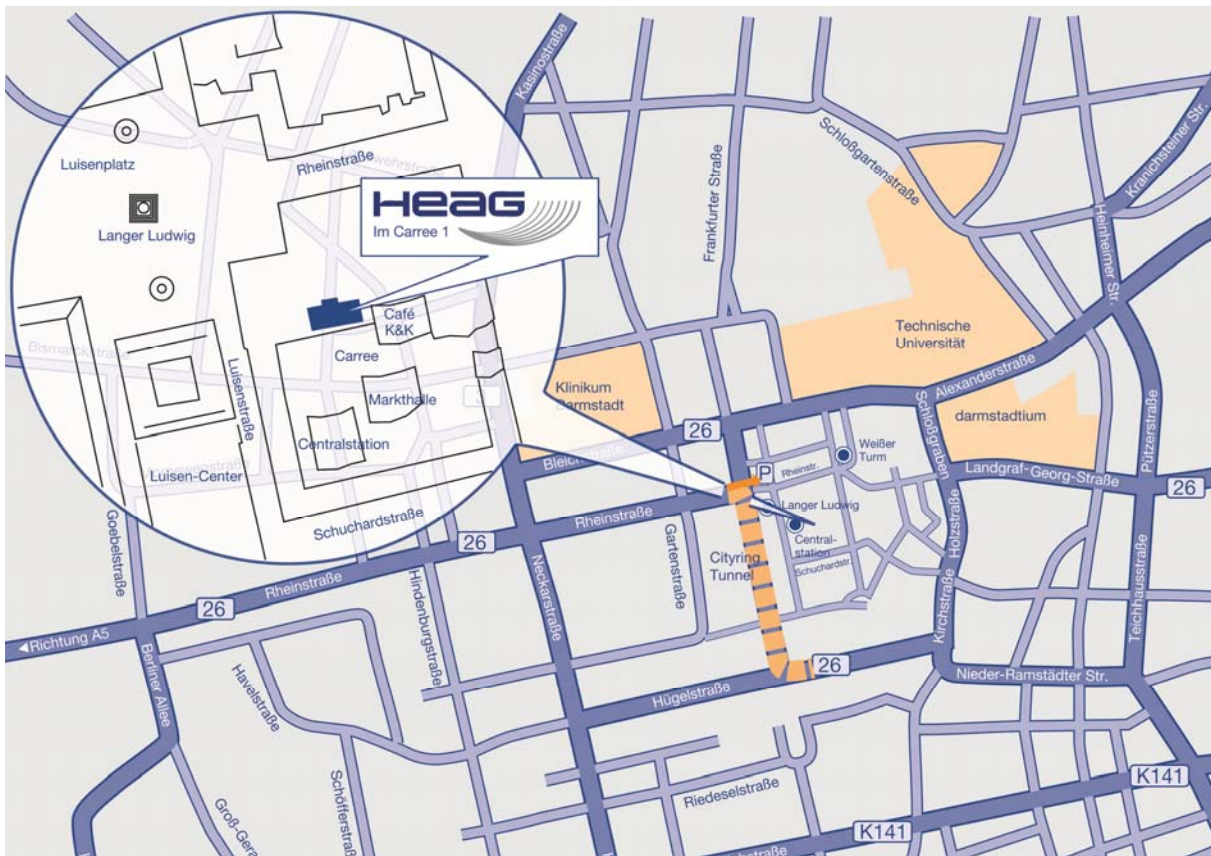 Kasinostraße
Rheinstraße
Luisenplatz
HEAG
Im Carree 1
Langer Ludwig
Café
K&K
Carree
Bismarckstraße
Luisenstraße
Markthalle
Centralstation
Luisen-Center
Schuchardstraße
Schloßgartenstraße
Kranichsteiner Str.
Heinheimer Str.
Frankfurter Straße
Technische
Universität
Klinikum
Darmstadt
Alexanderstraße
darmstadtium
Schloßgraben
Pützerstraße
26
Weißer
Turm
P
Rheinstr.
Landgraf-Georg-Straße
26
Langer Ludwig
Central-
station
Schuchardstr.
Cityring
Tunnel
Holzstraße
Rheinstraße
Gartenstraße
Goebelstraße
26
Rheinstraße
26
Hindenburgstraße
Neckarstraße
Kirchstraße
Teichhausstraße
Richtung A5
Berliner Allee
Havelstraße
26
Hügelstraße
Nieder-Ramstädter Str.
Schöfferstraße
Riedeselstraße
K141
K141